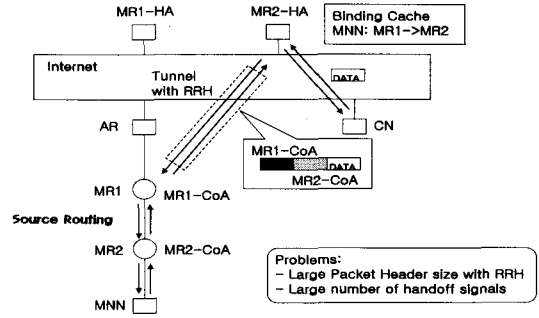 MR1-HA
MR2-HA
Binding Cache
MNN: MR1->MR2
Internet
Tunnel
with RRH
DATA
AR
CN
MR1-CoA
DATA
MR2-CoA
MR1
MR1-CoA
Source Routing
MR2
MR2-CoA
MNN
Problems:
- Large Packet Header size with RRH
- Large number of handoff signals